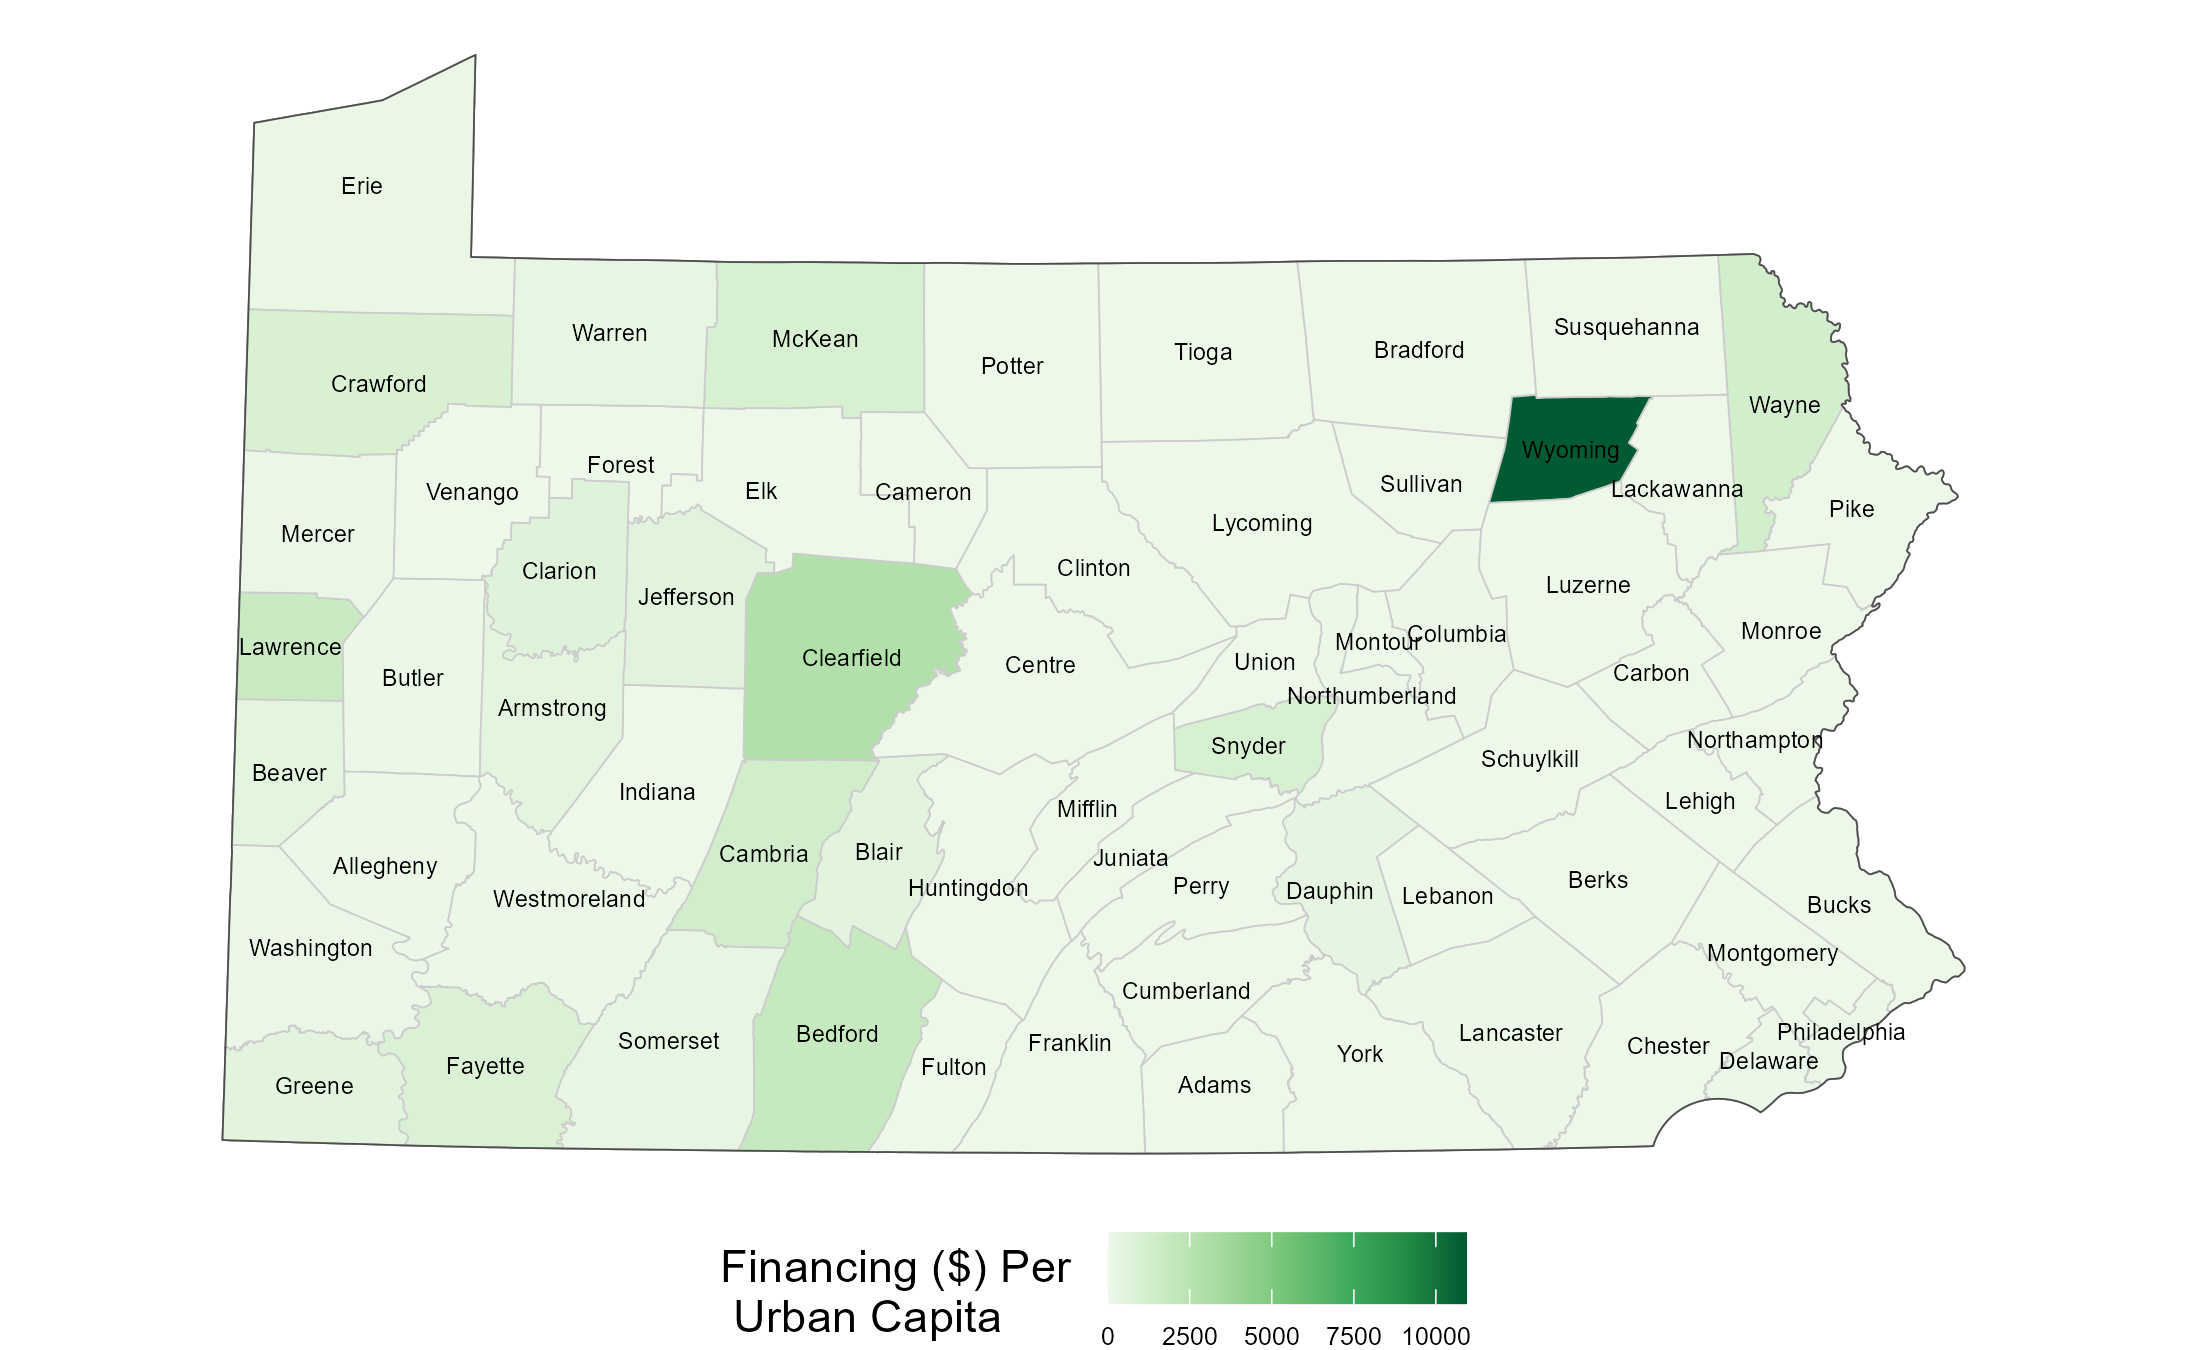 Erie
Susquehanna
Warren
McKean
Bradford
Tioga
Potter
Crawford
Wayne
Wyoming
Forest
Sullivan
Lackawanna
Elk
Cameron
Venango
Pike
Lycoming
Mercer
Clinton
Clarion
Luzerne
Jefferson
Monroe
Columbia
Montour
Lawrence
Clearfield
Union
Centre
Carbon
Butler
Northumberland
Armstrong
Northampton
Snyder
Schuylkill
Beaver
Indiana
Lehigh
Mifflin
Blair
Cambria
Juniata
Allegheny
Berks
Perry
Huntingdon
Dauphin
Lebanon
Westmoreland
Bucks
Washington
Montgomery
Cumberland
Philadelphia
Lancaster
Bedford
Somerset
Franklin
Chester
York
Delaware
Fayette
Fulton
Adams
Greene
Financing ($) Per
Urban Capita
0 2500 5000 7500 10000